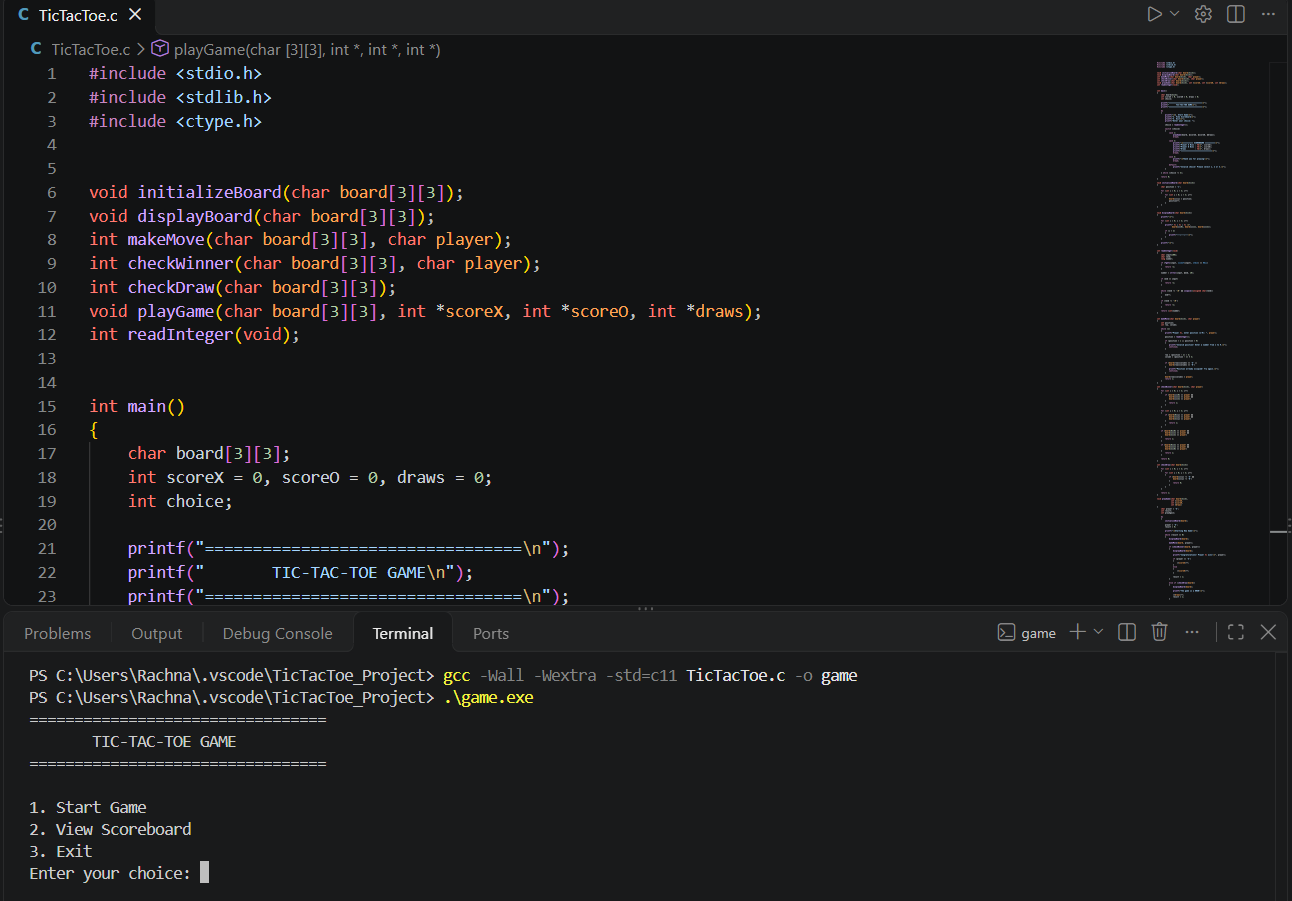 C TicTacToe.c
C TicTacToe.c > playGame(char [3][3], int *, int *, int *)
1 #include <stdio.h>
2 #include <stdlib.h>
3 #include <ctype.h>
4
5
6 void initializeBoard(char board[3][3]);
7 void displayBoard(char board[3][3]);
8 int makeMove(char board[3][3], char player);
9 int checkWinner(char board[3][3], char player);
10 int checkDraw(char board[3][3]);
11 void playGame(char board[3][3], int *scoreX, int *scoreO, int *draws);
12 int readInteger(void);
13
14
15 int main()
16 {
17     char board[3][3];
18     int scoreX = 0, scoreO = 0, draws = 0;
19     int choice;
20
21     printf("=================================\n");
22     printf("       TIC-TAC-TOE GAME\n");
23     printf("=================================\n");
Problems Output Debug Console Terminal Ports game
PS C:\Users\Rachna\.vscode\TicTacToe_Project> gcc -Wall -Wextra -std=c11 TicTacToe.c -o game
PS C:\Users\Rachna\.vscode\TicTacToe_Project> .\game.exe
=================================
       TIC-TAC-TOE GAME
=================================
1. Start Game
2. View Scoreboard
3. Exit
Enter your choice: